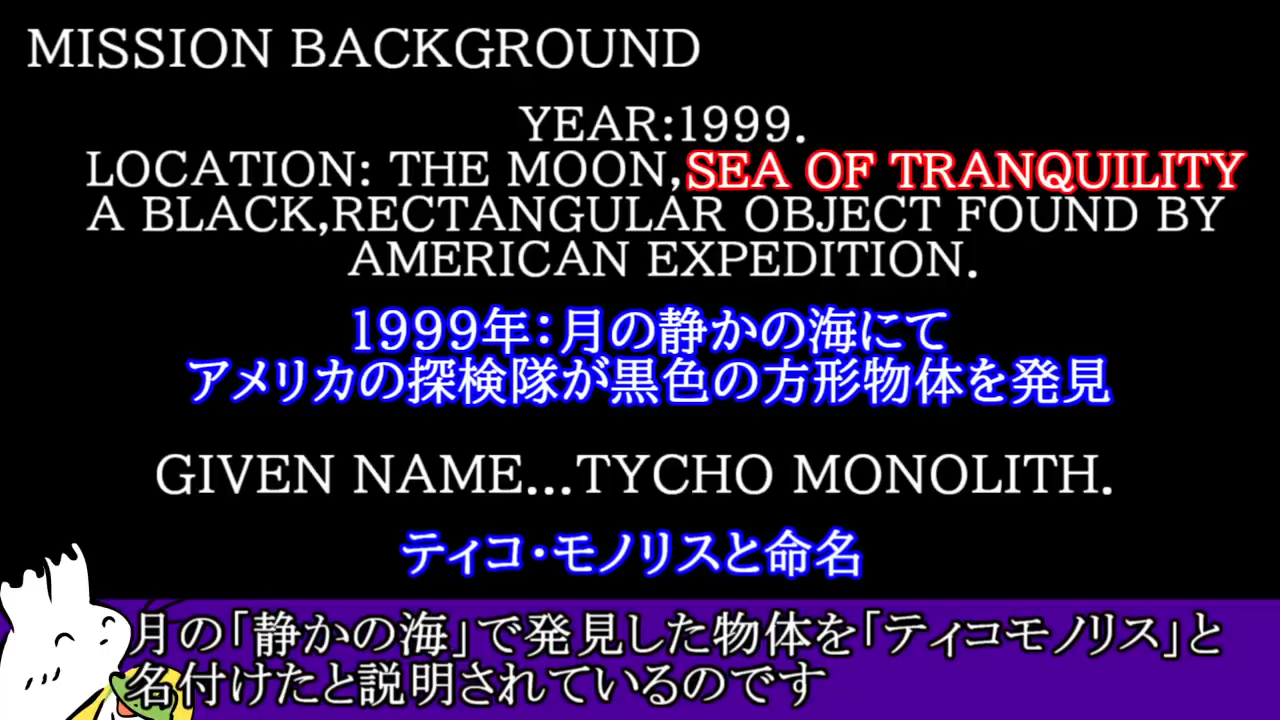 MISSION BACKGROUND
YEAR:1999.
LOCATION: THE MOON,SEA OF TRANQUILITY
A BLACK,RECTANGULAR OBJECT FOUND BY
AMERICAN EXPEDITION.
1999年:月の静かの海にて
アメリカの探検隊が黒色の方形物体を発見
GIVEN NAME...TYCHO MONOLITH.
ティコ・モノリスと命名
月の「静かの海」で発見した物体を「ティコモノリス」と
名付けたと説明されているのです